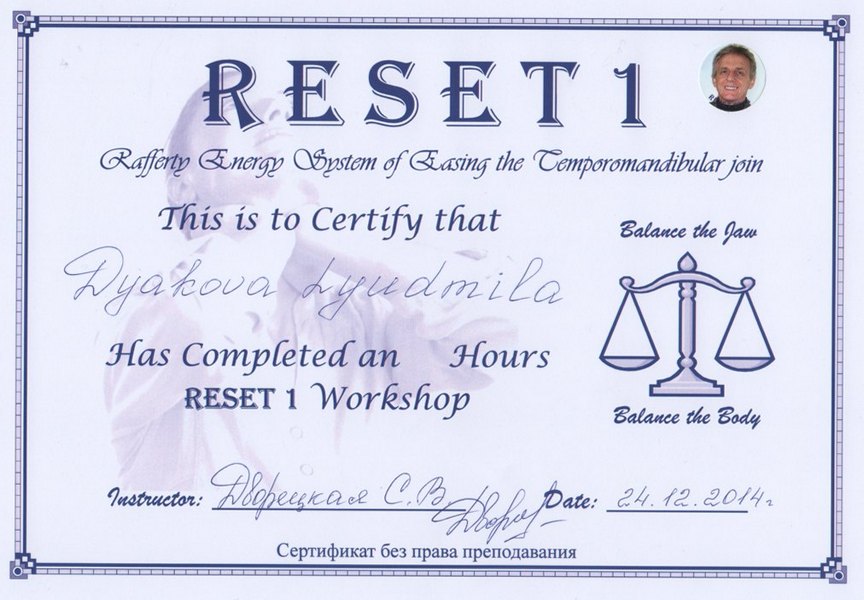 RESET 1
Rafferty Energy System of Easing the Temporomandibular join
This is to Certify that
Dyakova Lyudmila
Has Completed an Hours
RESET 1 Workshop
Balance the Jaw
Balance the Body
Instructor: Дворецкая С.В. Date: 24.12.2014г
Сертификат без права преподавания